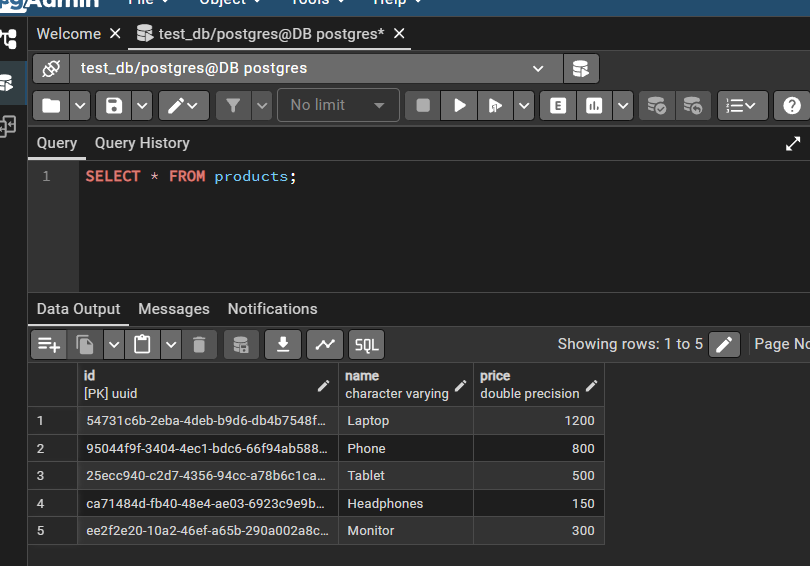 pgAdmin File Object Tools Help
Welcome test_db/postgres@DB postgres*
test_db/postgres@DB postgres
No limit E
Query Query History
1 SELECT * FROM products;
Data Output Messages Notifications
SQL Showing rows: 1 to 5 Page No
id name price
[PK] uuid character varying double precision
1 54731c6b-2eba-4deb-b9d6-db4b7548f... Laptop 1200
2 95044f9f-3404-4ec1-bdc6-66f94ab588... Phone 800
3 25ecc940-c2d7-4356-94cc-a78b6c1ca... Tablet 500
4 ca71484d-fb40-48e4-ae03-6923c9e9b... Headphones 150
5 ee2f2e20-10a2-46ef-a65b-290a002a8c... Monitor 300